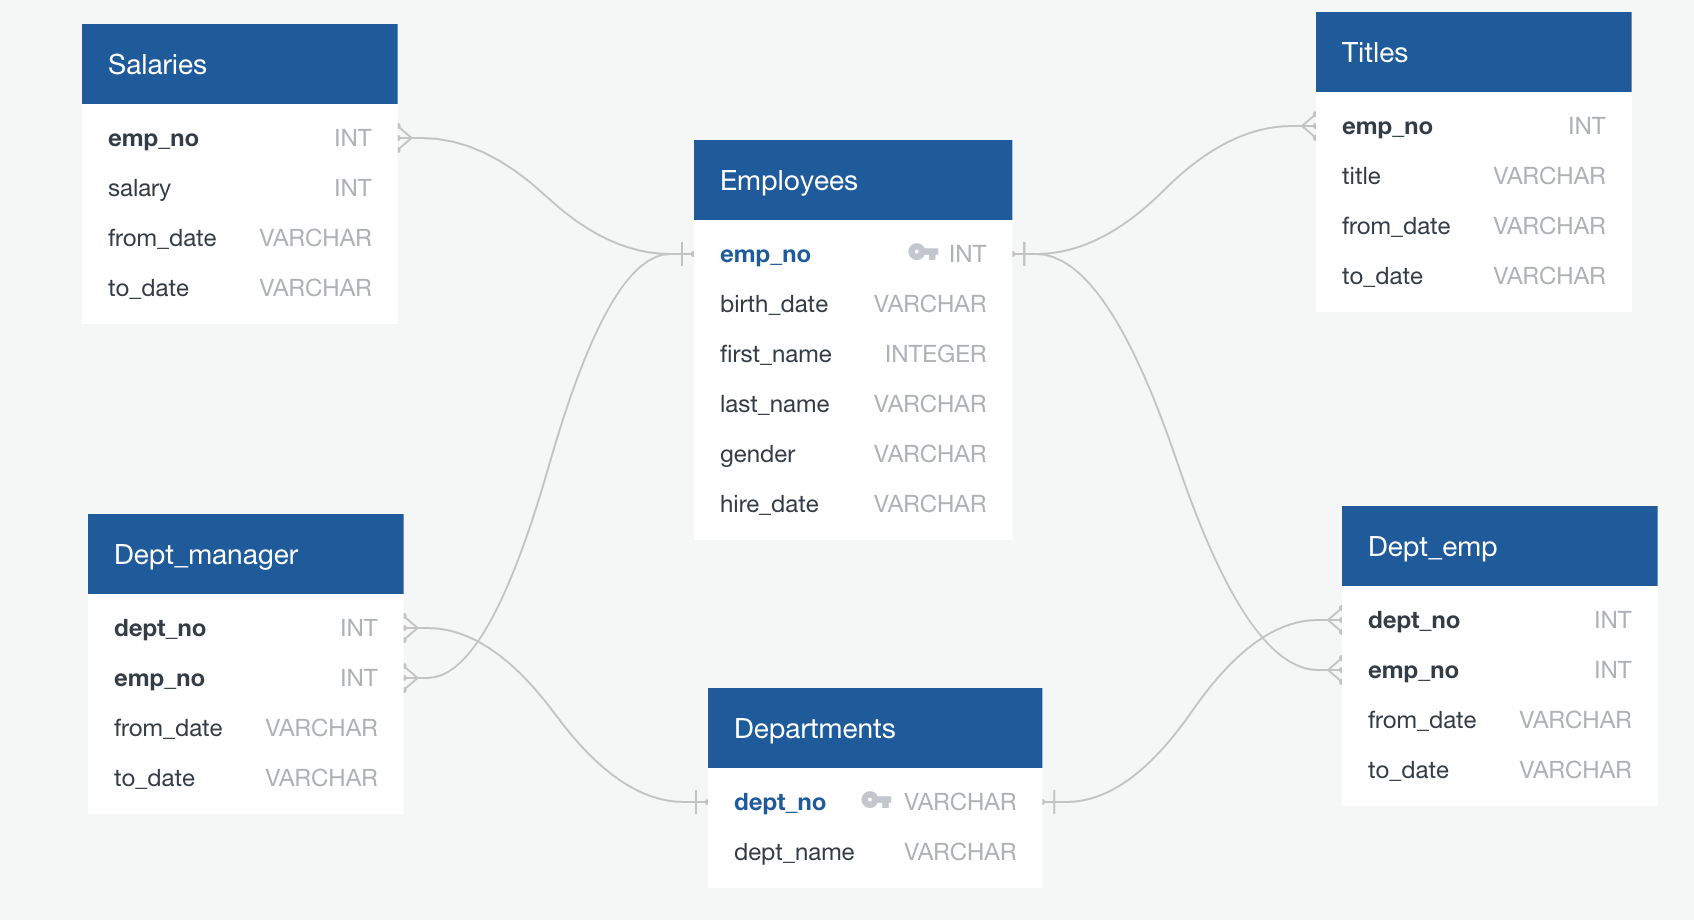 Salaries
emp_no INT
salary INT
from_date VARCHAR
to_date VARCHAR
Employees
emp_no INT
birth_date VARCHAR
first_name INTEGER
last_name VARCHAR
gender VARCHAR
hire_date VARCHAR
Titles
emp_no INT
title VARCHAR
from_date VARCHAR
to_date VARCHAR
Dept_manager
dept_no INT
emp_no INT
from_date VARCHAR
to_date VARCHAR
Departments
dept_no VARCHAR
dept_name VARCHAR
Dept_emp
dept_no INT
emp_no INT
from_date VARCHAR
to_date VARCHAR